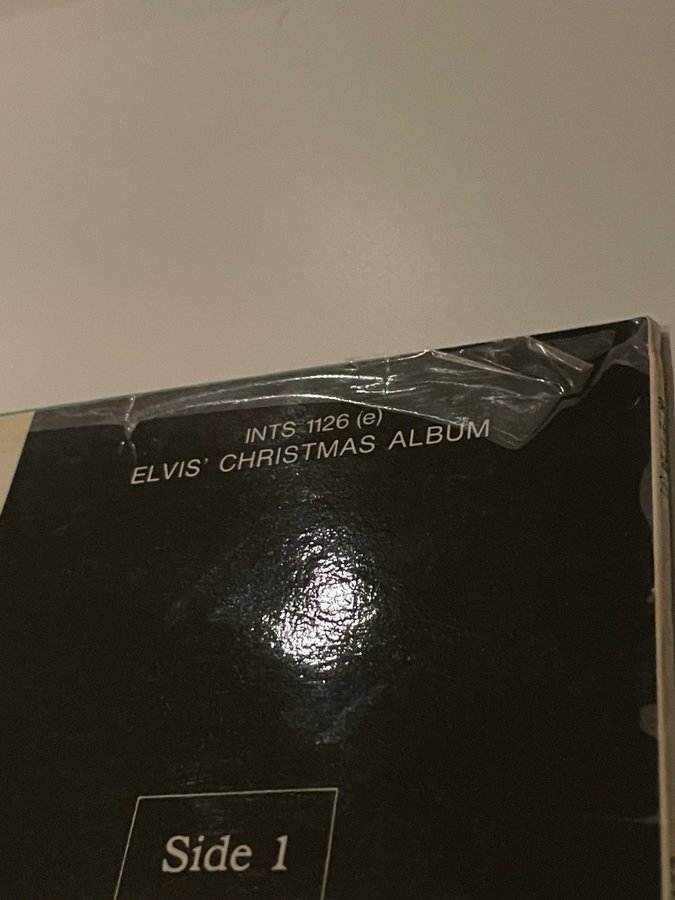 INTS 1126 (e)
ELVIS' CHRISTMAS ALBUM
Side 1